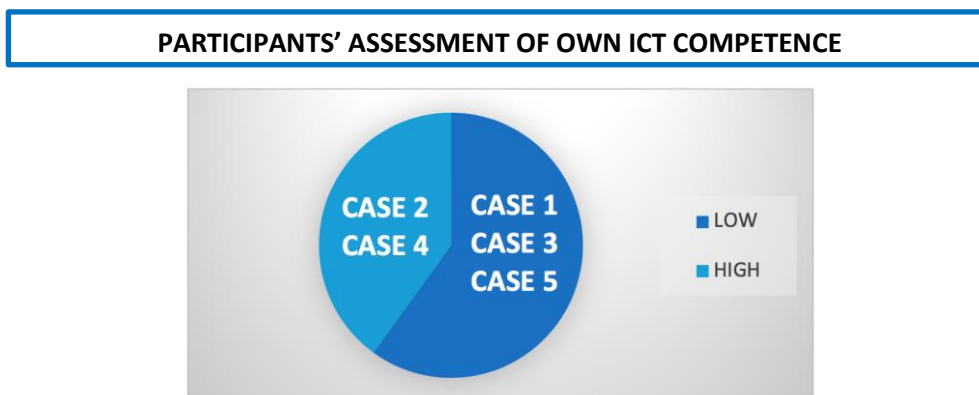 PARTICIPANTS’ ASSESSMENT OF OWN ICT COMPETENCE
CASE 2
CASE 4
CASE 1
CASE 3
CASE 5
LOW
HIGH